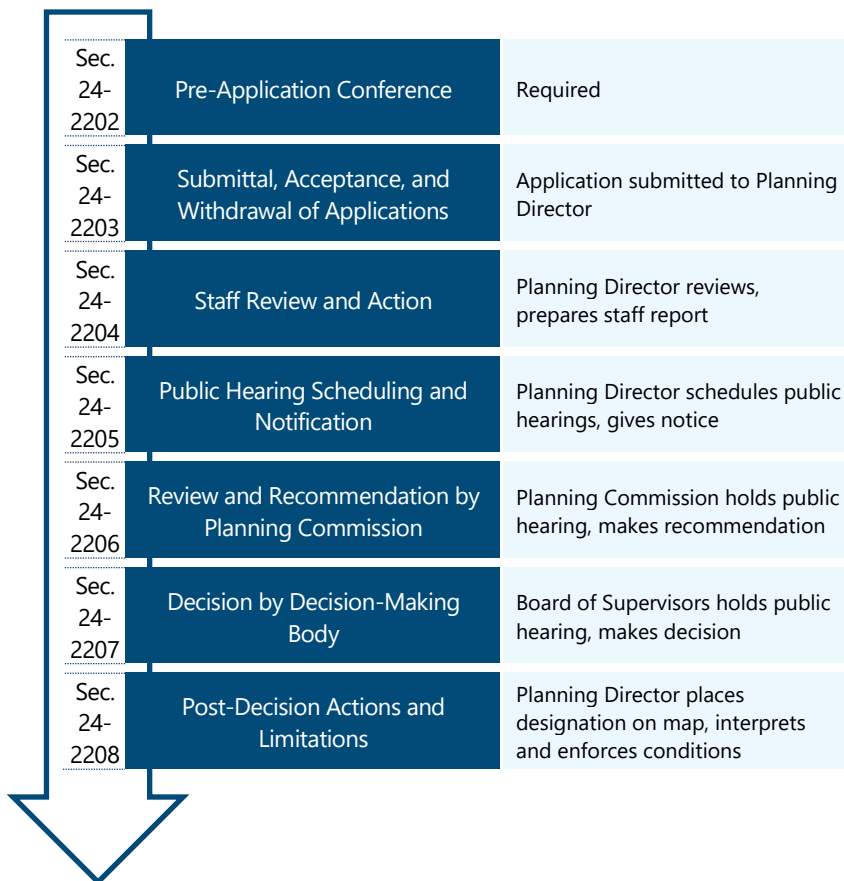 Sec.
24-
2202
Pre-Application Conference
Required
Sec.
24-
2203
Submittal, Acceptance, and
Withdrawal of Applications
Application submitted to Planning
Director
Sec.
24-
2204
Staff Review and Action
Planning Director reviews,
prepares staff report
Sec.
24-
2205
Public Hearing Scheduling and
Notification
Planning Director schedules public
hearings, gives notice
Sec.
24-
2206
Review and Recommendation by
Planning Commission
Planning Commission holds public
hearing, makes recommendation
Sec.
24-
2207
Decision by Decision-Making
Body
Board of Supervisors holds public
hearing, makes decision
Sec.
24-
2208
Post-Decision Actions and
Limitations
Planning Director places
designation on map, interprets
and enforces conditions